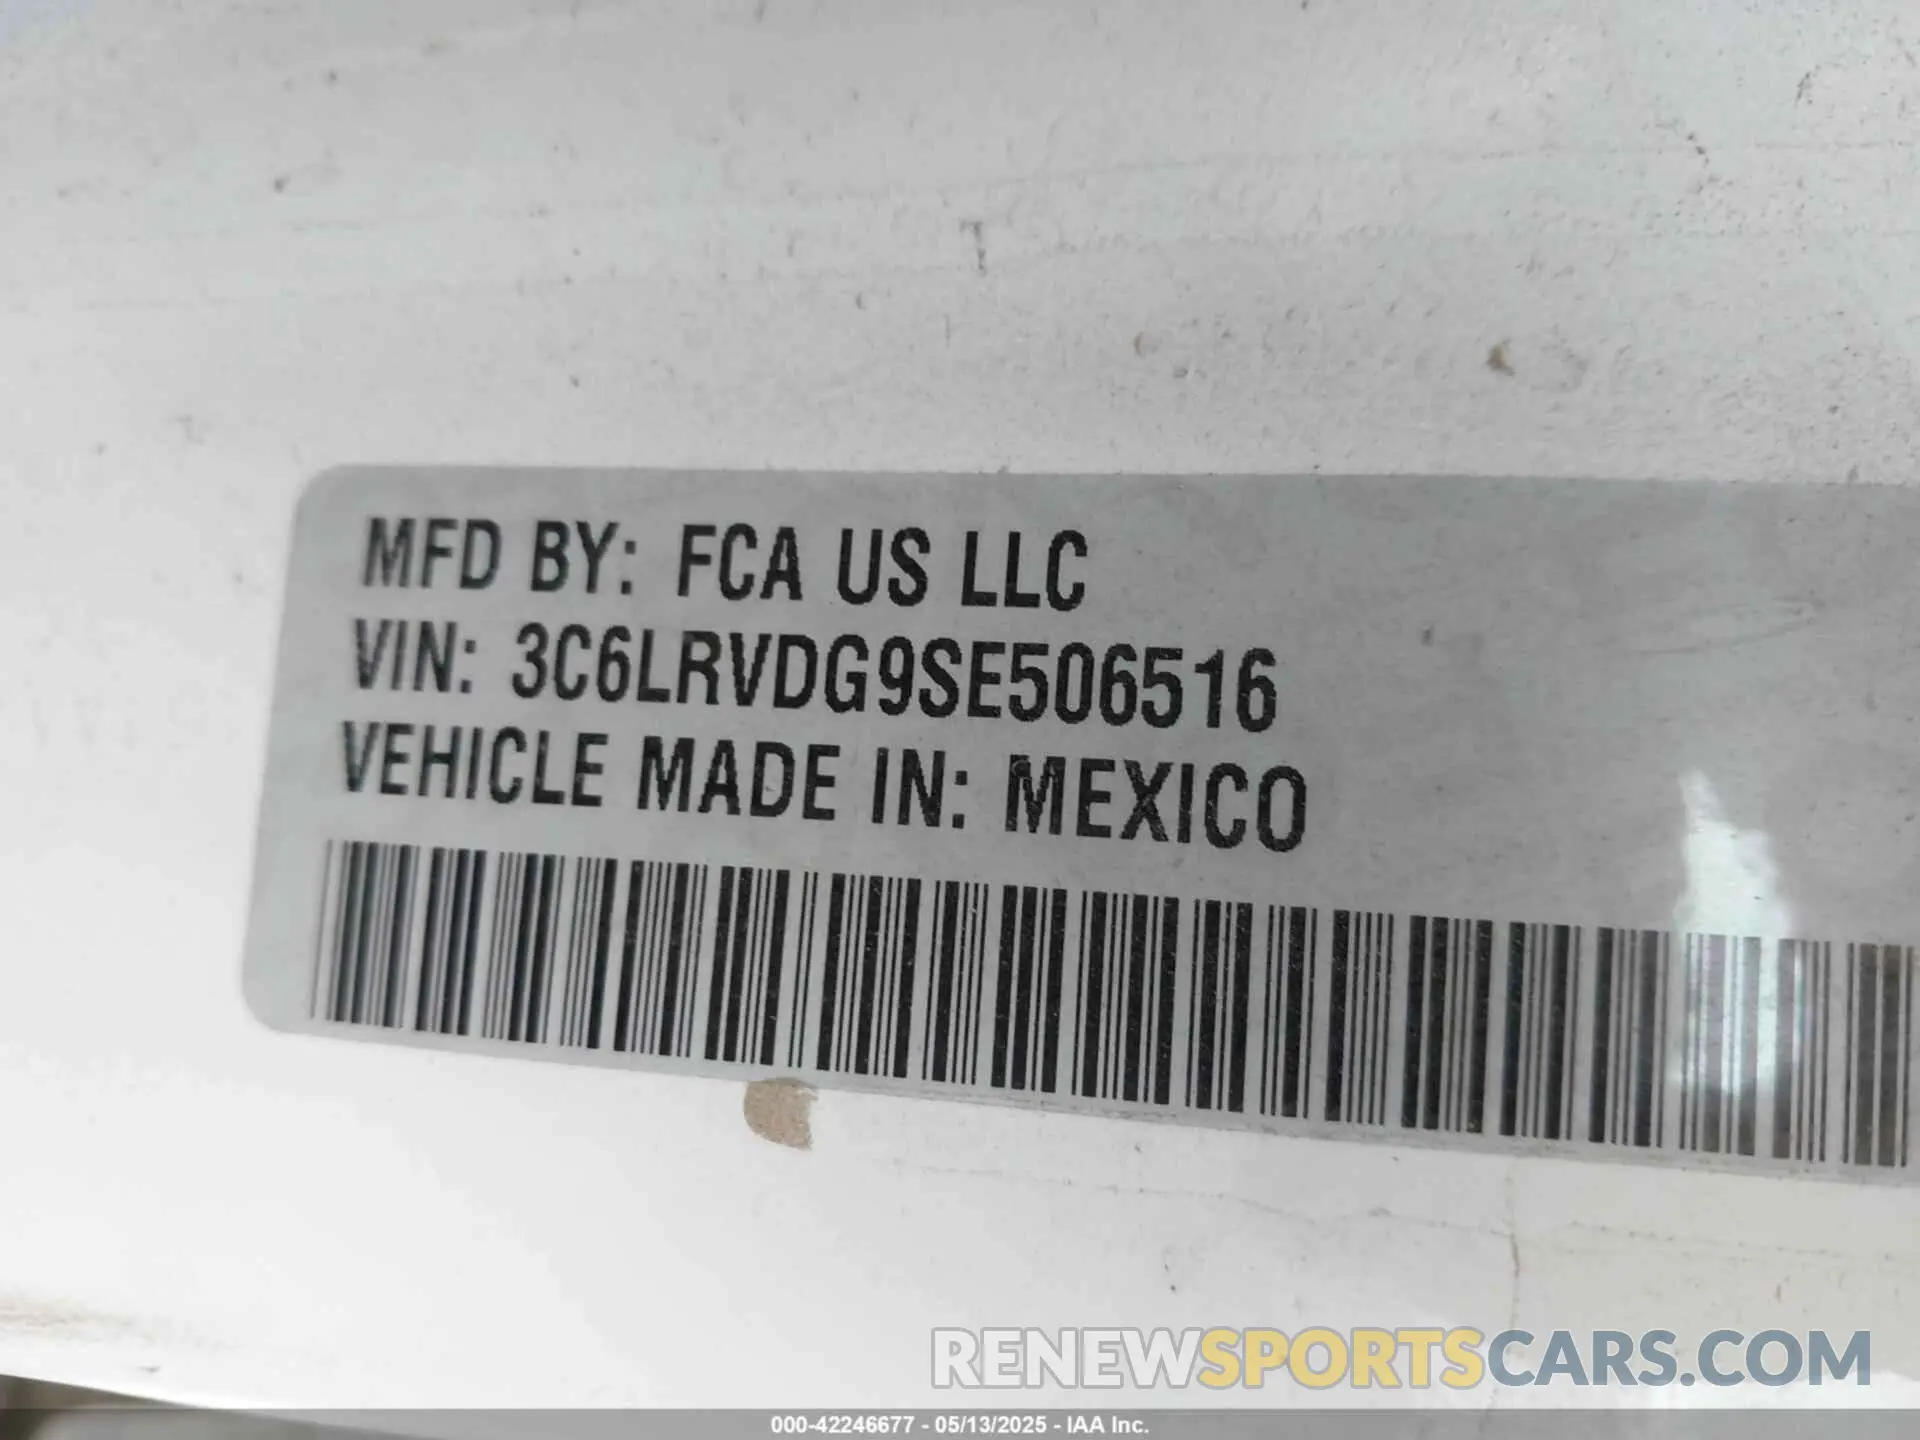 MFD BY: FCA US LLC
VIN: 3C6LRVDG9SE506516
VEHICLE MADE IN: MEXICO
RENEWSPORTSCARS.COM
000-42246677 - 05/13/2025 - IAA Inc.